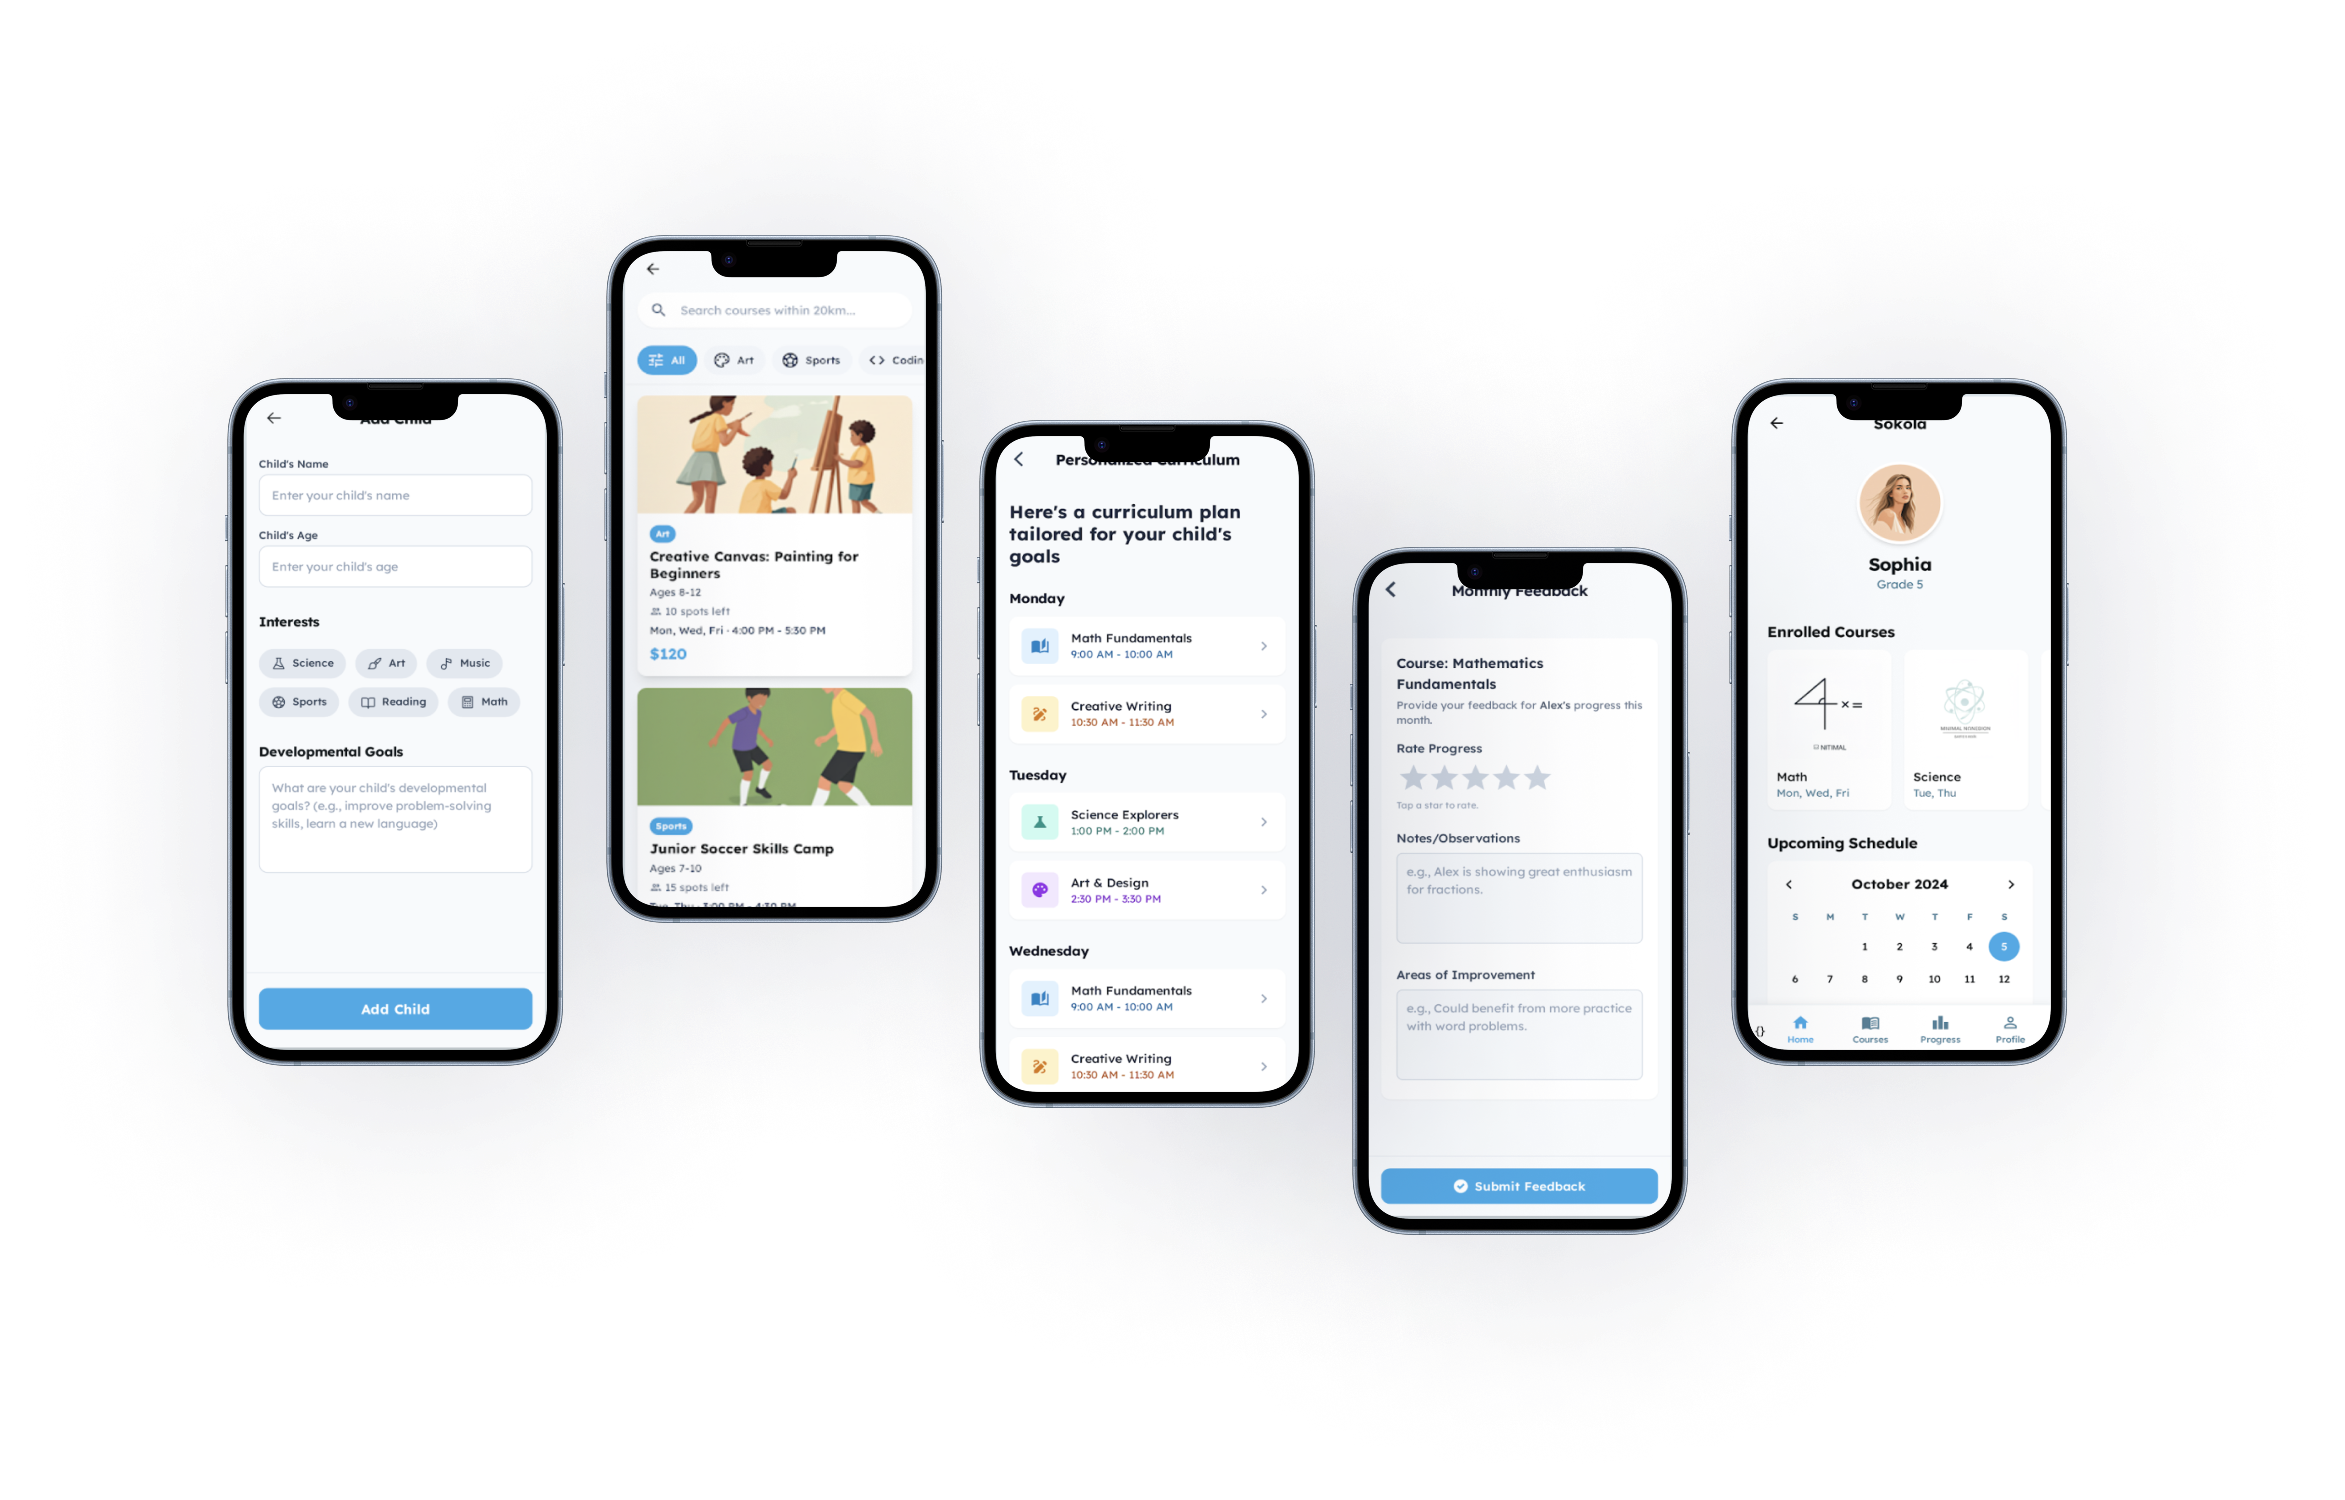 Add Child
Child's Name
Enter your child's name
Child's Age
Enter your child's age
Interests
Science
Art
Music
Sports
Reading
Math
Developmental Goals
What are your child's developmental
goals? (e.g., improve problem-solving
skills, learn a new language)
Add Child
Search courses within 20km...
All
Art
Sports
Codin
Art
Creative Canvas: Painting for
Beginners
Ages 8-12
10 spots left
Mon, Wed, Fri · 4:00 PM - 5:30 PM
$120
Sports
Junior Soccer Skills Camp
Ages 7-10
15 spots left
Tue, Thu · 3:00 PM - 4:30 PM
Personalized Curriculum
Here's a curriculum plan
tailored for your child's
goals
Monday
Math Fundamentals
9:00 AM - 10:00 AM
Creative Writing
10:30 AM - 11:30 AM
Tuesday
Science Explorers
1:00 PM - 2:00 PM
Art & Design
2:30 PM - 3:30 PM
Wednesday
Math Fundamentals
9:00 AM - 10:00 AM
Creative Writing
10:30 AM - 11:30 AM
Monthly Feedback
Course: Mathematics
Fundamentals
Provide your feedback for Alex's progress this
month.
Rate Progress
Tap a star to rate.
Notes/Observations
e.g., Alex is showing great enthusiasm
for fractions.
Areas of Improvement
e.g., Could benefit from more practice
with word problems.
Submit Feedback
Sokola
Sophia
Grade 5
Enrolled Courses
4 × =
NITIMAL
Math
Mon, Wed, Fri
Science
Tue, Thu
Upcoming Schedule
October 2024
S M T W T F S
1 2 3 4 5
6 7 8 9 10 11 12
{}
Home
Courses
Progress
Profile